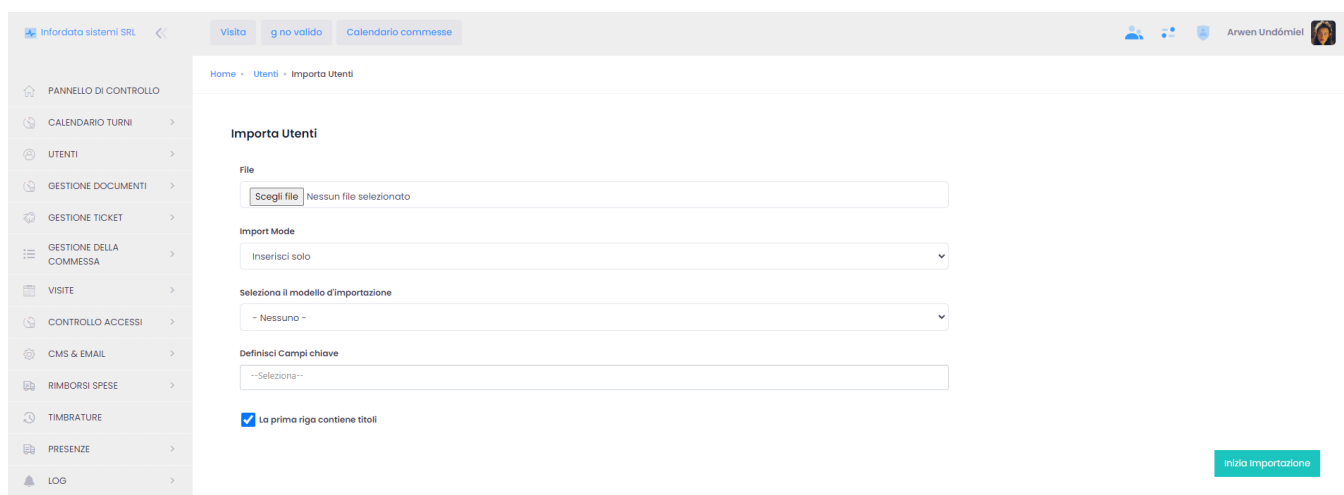 Infordata sistemi SRL
Visita
g no valido
Calendario commesse
Arwen Undómiel
Home • Utenti • Importa Utenti
PANNELLO DI CONTROLLO
CALENDARIO TURNI
UTENTI
GESTIONE DOCUMENTI
GESTIONE TICKET
GESTIONE DELLA
COMMESSA
VISITE
CONTROLLO ACCESSI
CMS & EMAIL
RIMBORSI SPESE
TIMBRATURE
PRESENZE
LOG
Importa Utenti
File
Scegli file Nessun file selezionato
Import Mode
Inserisci solo
Seleziona il modello d'importazione
- Nessuno -
Definisci Campi chiave
--Seleziona--
La prima riga contiene titoli
Inizia Importazione